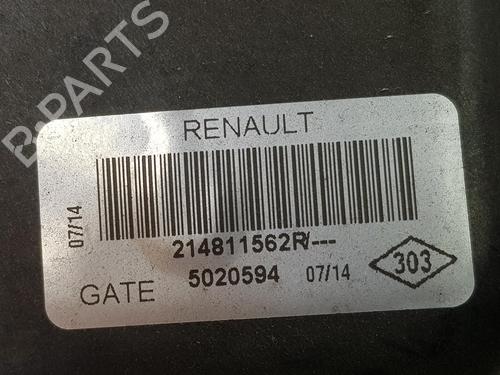 B-PARTS
RENAULT
07/14
214811562R/---
5020594 07/14
GATE
303